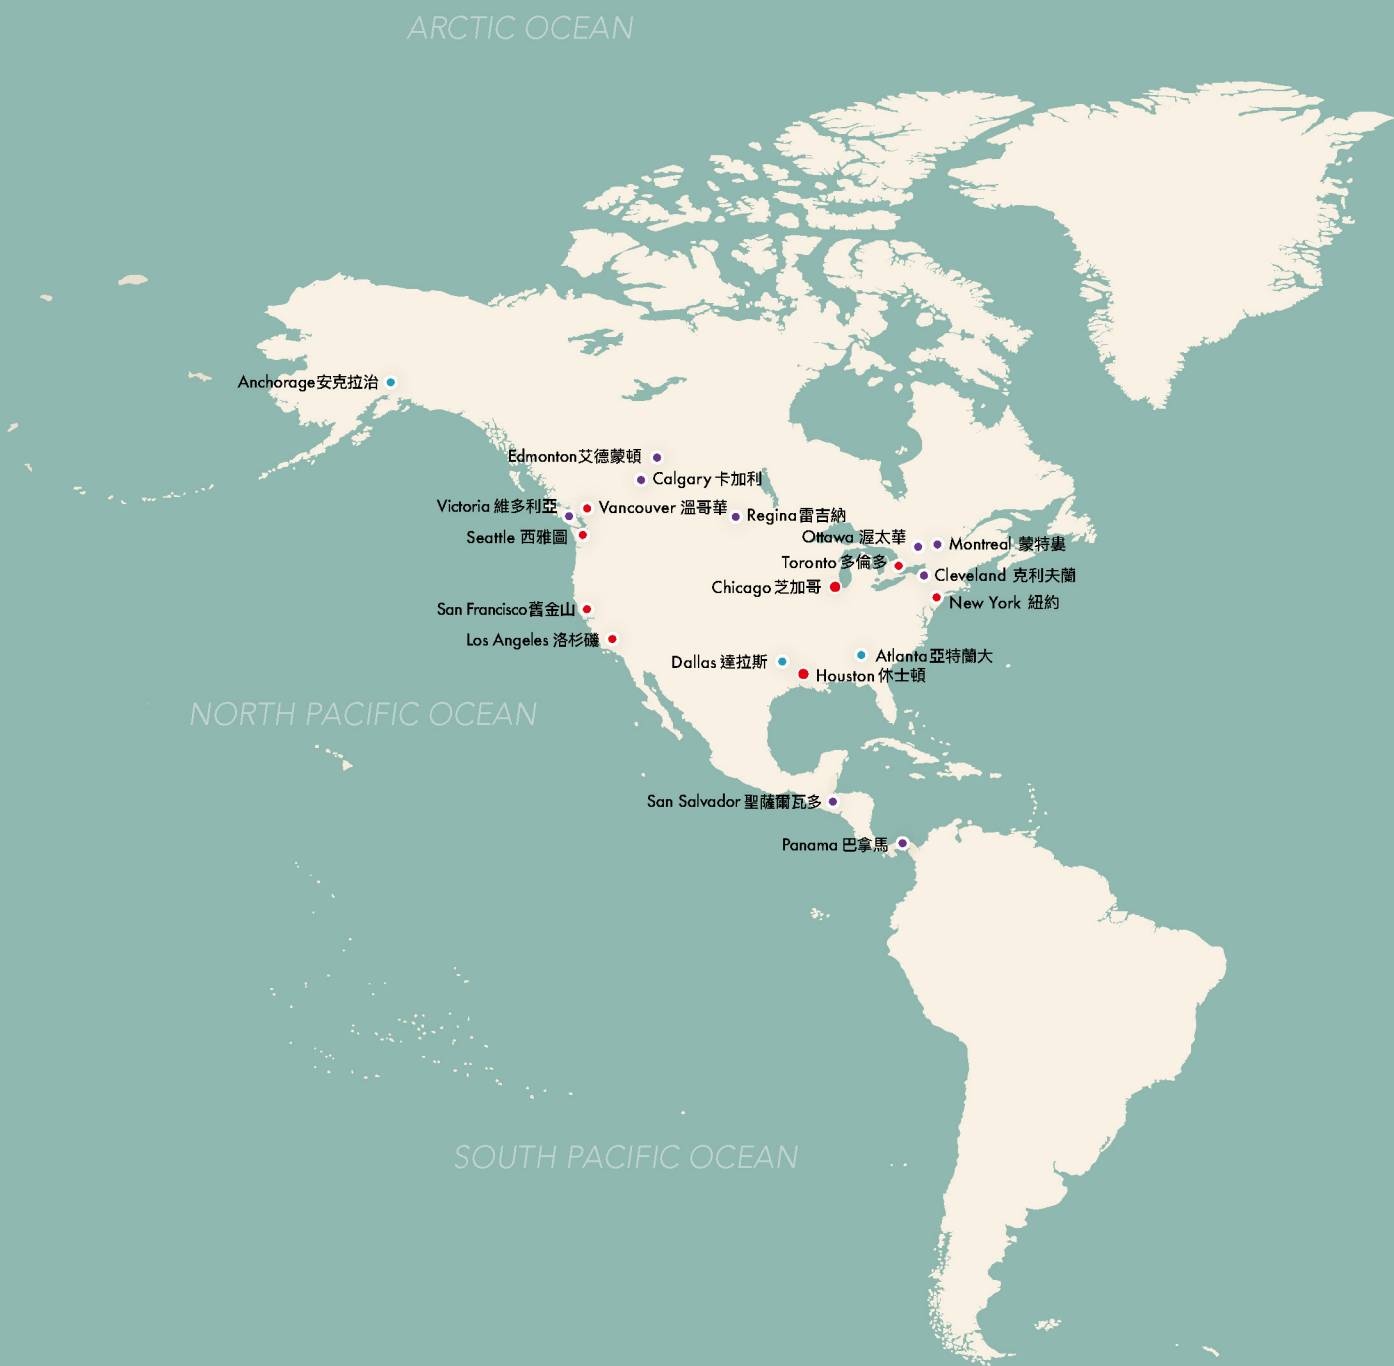 ARCTIC OCEAN
Anchorage安克拉治
Edmonton艾德蒙頓
Calgary 卡加利
Victoria 維多利亞
Vancouver 溫哥華
Regina雷吉納
Seattle 西雅圖
Ottawa 渥太華
Montreal 蒙特婁
Toronto 多倫多
Cleveland 克利夫蘭
Chicago 芝加哥
New York 紐約
San Francisco舊金山
Los Angeles 洛杉磯
Dallas 達拉斯
Atlanta亞特蘭大
Houston 休士頓
NORTH PACIFIC OCEAN
San Salvador 聖薩爾瓦多
Panama 巴拿馬
SOUTH PACIFIC OCEAN